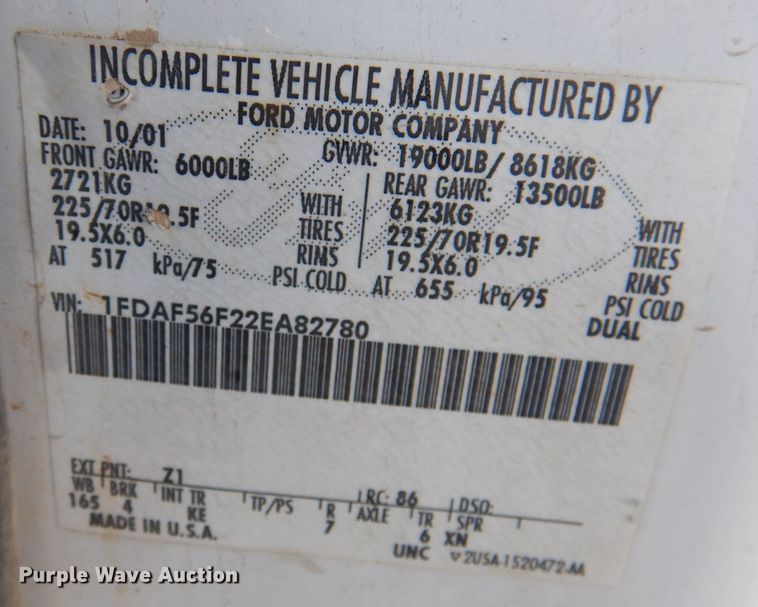 INCOMPLETE VEHICLE MANUFACTURED BY
FORD MOTOR COMPANY
DATE: 10/01 GVWR: 19000LB/ 8618KG
FRONT GAWR: 6000LB REAR GAWR: 13500LB
2721KG WITH 6123KG WITH
225/70R19.5F TIRES 225/70R19.5F TIRES
19.5X6.0 RIMS 19.5X6.0 RIMS
AT 517 kPa/75 PSI COLD AT 655 kPa/95 PSI COLD
DUAL
VIN: 1FDAF56F22EA82780
EXT PNT: Z1 RC: 86 DSO:
WB BRK INT TR TP/PS R AXLE TR SPR
165 4 KE 7 6 XN
MADE IN U.S.A. UNC ▽2U5A-1520472-AA
Purple Wave Auction